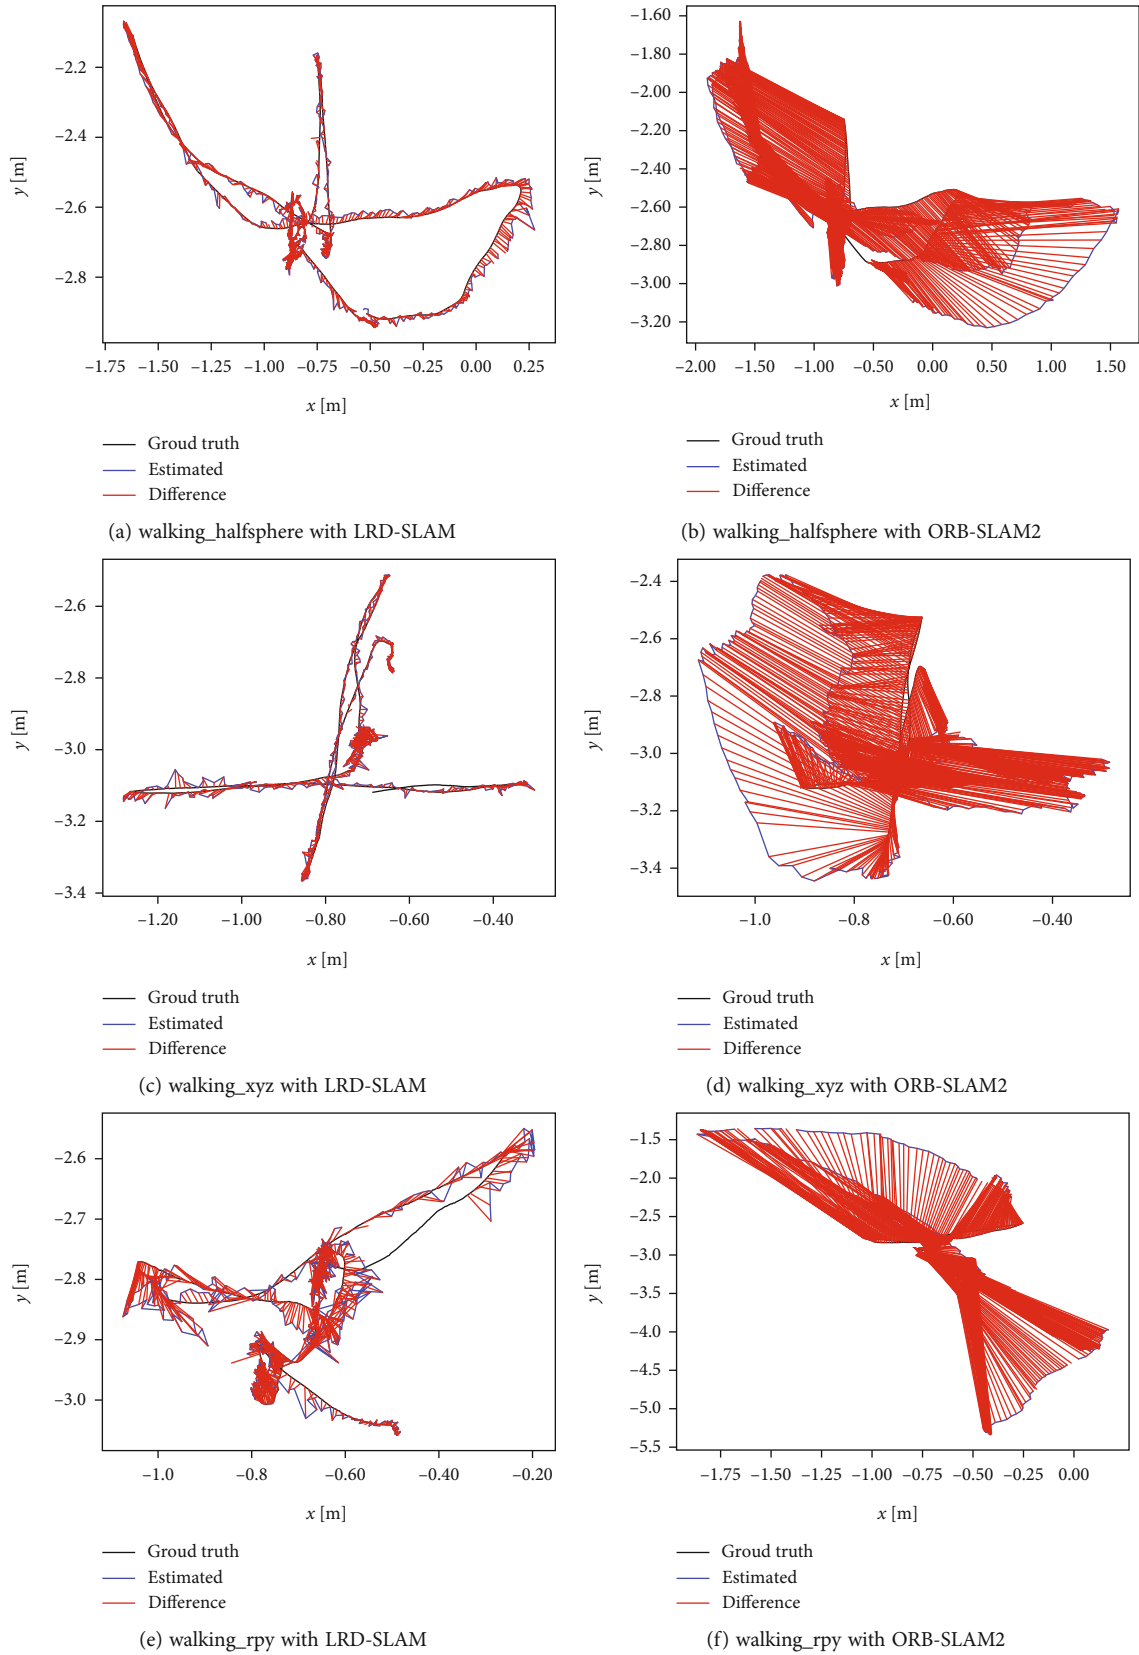 −2.2
−2.4
−2.6
−2.8
y [m]
−1.75 −1.50 −1.25 −1.00 −0.75 −0.50 −0.25 0.00 0.25
x [m]
Groud truth
Estimated
Difference
(a) walking_halfsphere with LRD-SLAM
−1.60
−1.80
−2.00
−2.20
−2.40
−2.60
−2.80
−3.00
−3.20
y [m]
−2.00 −1.50 −1.00 −0.50 0.00 0.50 1.00 1.50
x [m]
Groud truth
Estimated
Difference
(b) walking_halfsphere with ORB-SLAM2
−2.6
−2.8
−3.0
−3.2
−3.4
y [m]
−1.20 −1.00 −0.80 −0.60 −0.40
x [m]
Groud truth
Estimated
Difference
(c) walking_xyz with LRD-SLAM
−2.4
−2.6
−2.8
−3.0
−3.2
−3.4
y [m]
−1.0 −0.8 −0.60 −0.40
x [m]
Groud truth
Estimated
Difference
(d) walking_xyz with ORB-SLAM2
−2.6
−2.7
−2.8
−2.9
−3.0
y [m]
−1.0 −0.8 −0.60 −0.40 −0.20
x [m]
Groud truth
Estimated
Difference
(e) walking_rpy with LRD-SLAM
−1.5
−2.0
−2.5
−3.0
−3.5
−4.0
−4.5
−5.0
−5.5
y [m]
−1.75 −1.50 −1.25 −1.00 −0.75 −0.50 −0.25 0.00
x [m]
Groud truth
Estimated
Difference
(f) walking_rpy with ORB-SLAM2